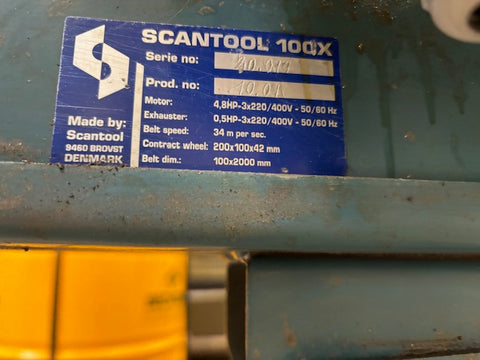 SCANTOOL 100X
Serie no:
Prod. no: 10.01
Motor: 4,8HP-3x220/400V - 50/60 Hz
Exhauster: 0,5HP-3x220/400V - 50/60 Hz
Belt speed: 34 m per sec.
Contract wheel: 200x100x42 mm
Belt dim.: 100x2000 mm
Made by:
Scantool
9460 BROVST
DENMARK